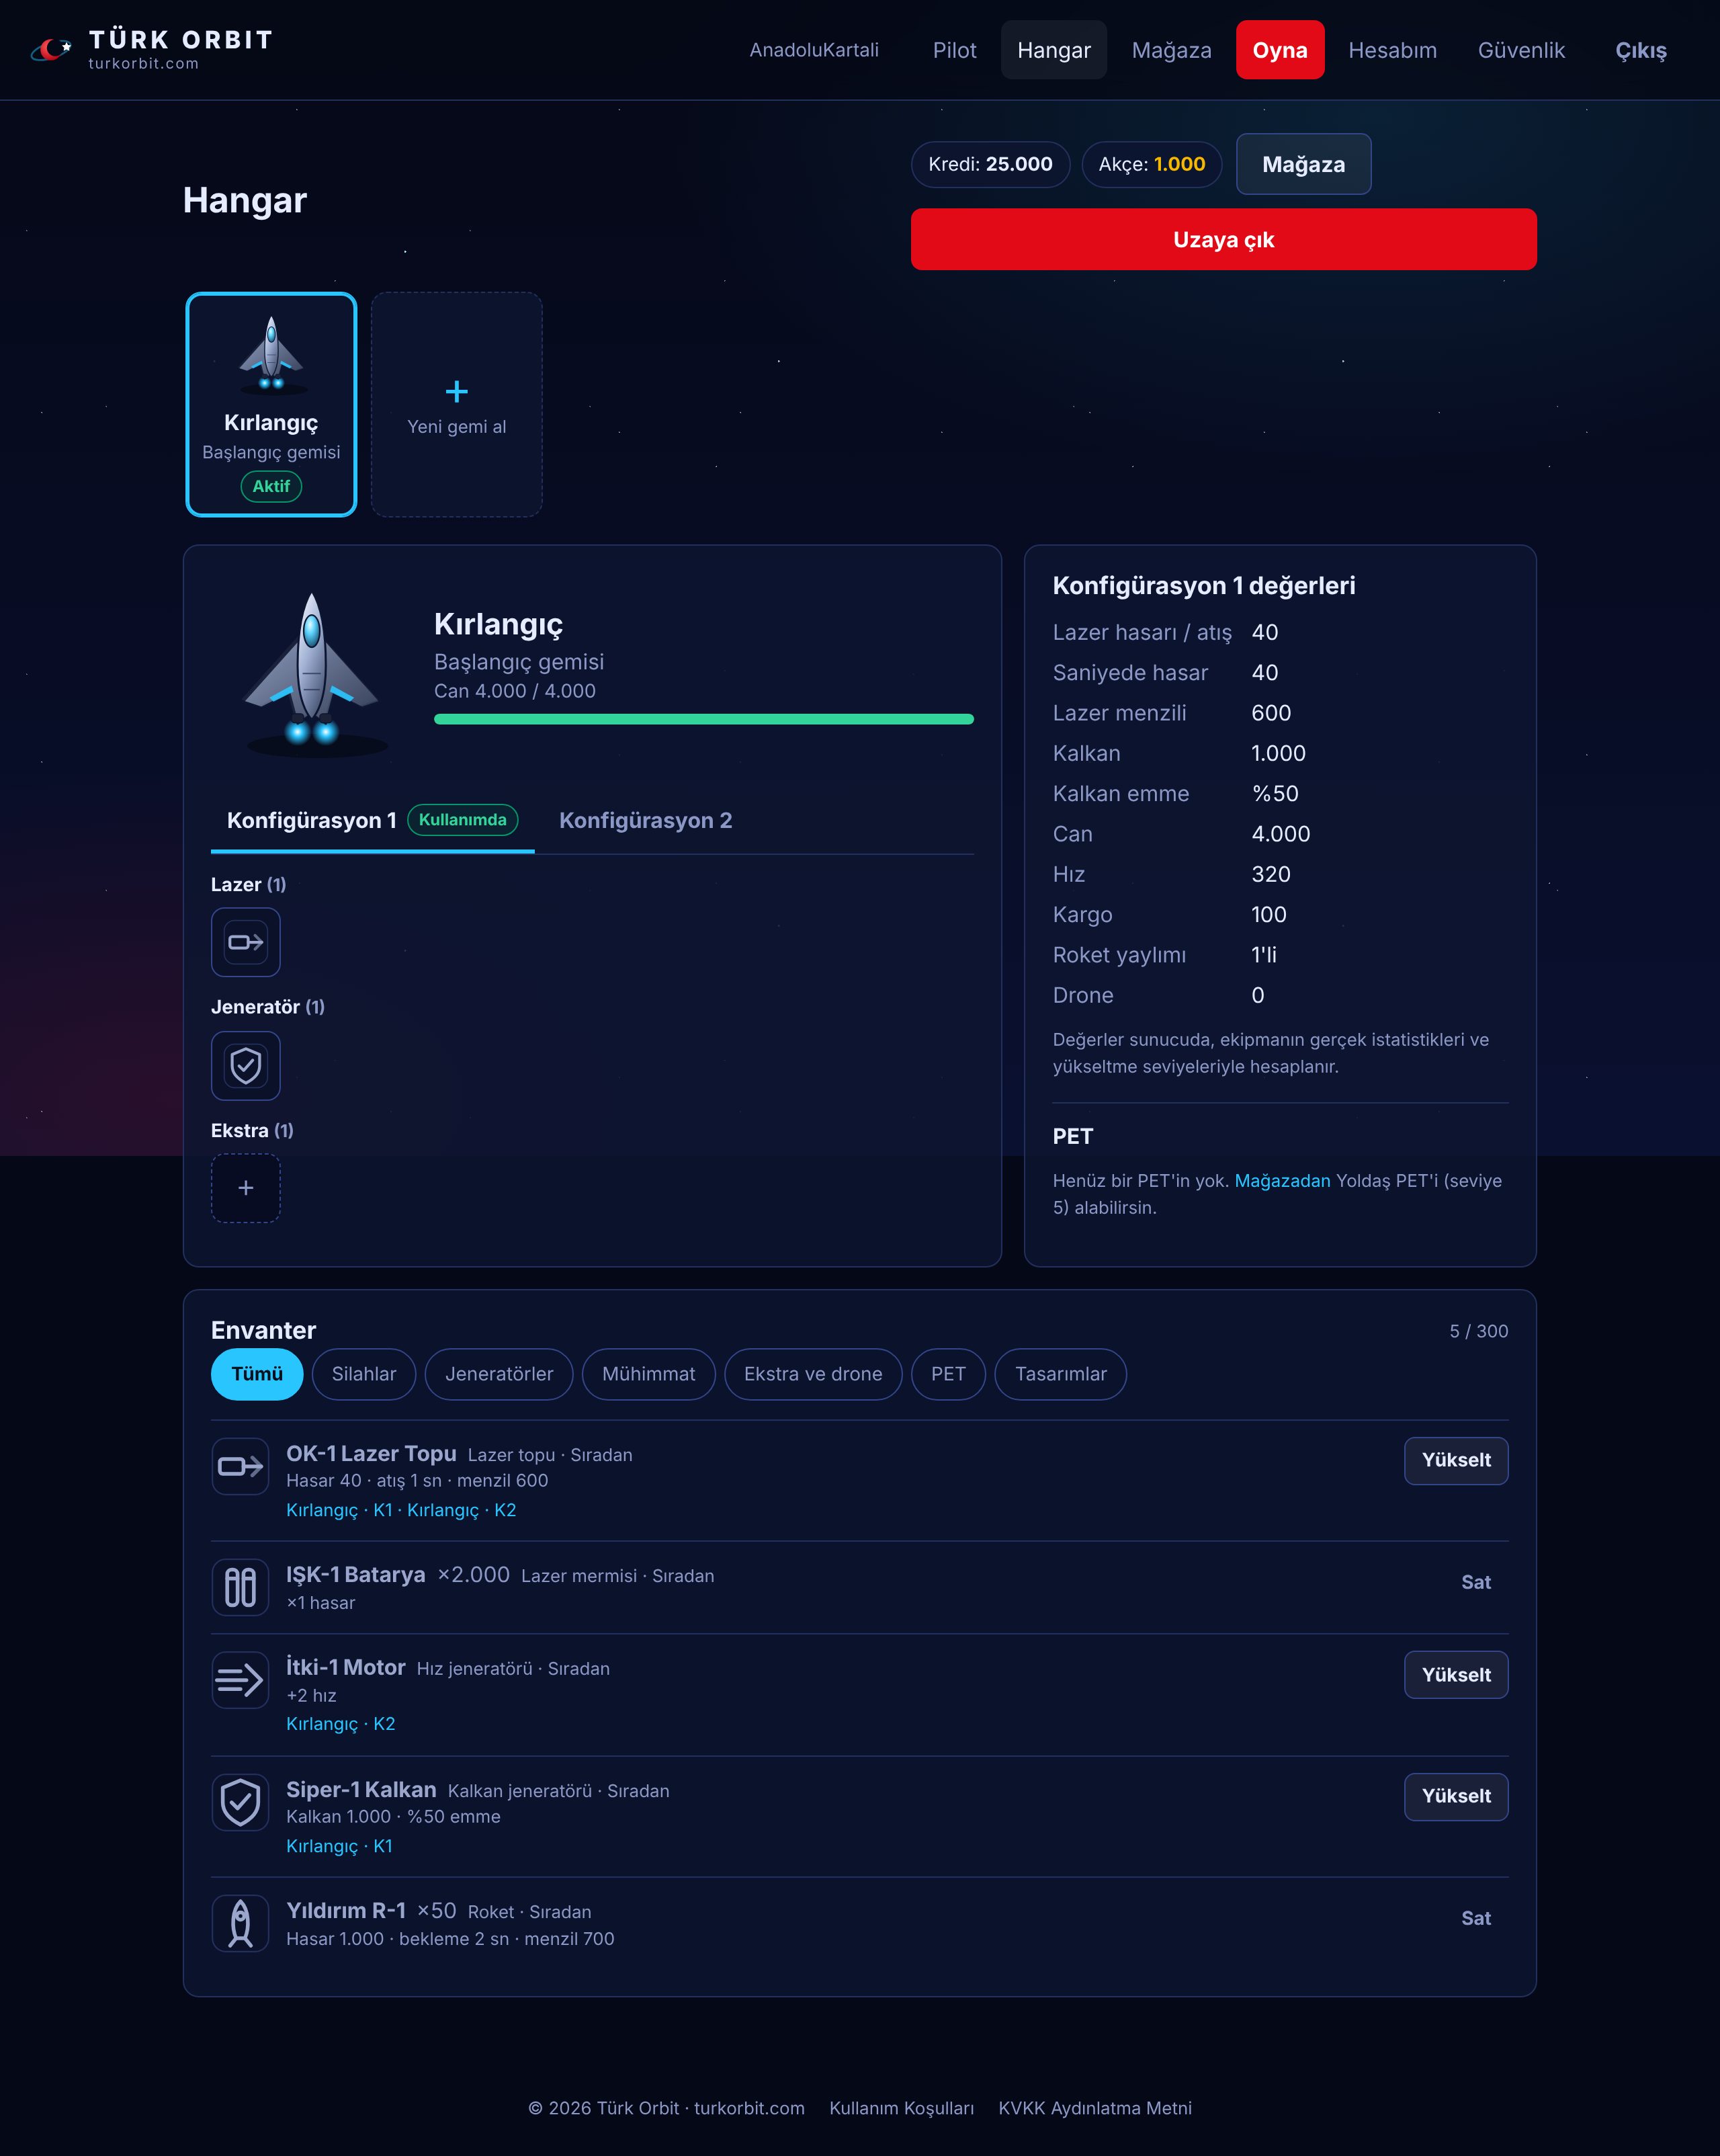 TÜRK ORBIT
turkorbit.com
AnadoluKartali
Pilot
Hangar
Mağaza
Oyna
Hesabım
Güvenlik
Çıkış
Hangar
Kredi: 25.000
Akçe: 1.000
Mağaza
Uzaya çık
Kırlangıç
Başlangıç gemisi
Aktif
+
Yeni gemi al
Kırlangıç
Başlangıç gemisi
Can 4.000 / 4.000
Konfigürasyon 1 Kullanımda
Konfigürasyon 2
Lazer (1)
Jeneratör (1)
Ekstra (1)
+
Konfigürasyon 1 değerleri
Lazer hasarı / atış 40
Saniyede hasar 40
Lazer menzili 600
Kalkan 1.000
Kalkan emme %50
Can 4.000
Hız 320
Kargo 100
Roket yaylımı 1'li
Drone 0
Değerler sunucuda, ekipmanın gerçek istatistikleri ve
yükseltme seviyeleriyle hesaplanır.
PET
Henüz bir PET'in yok. Mağazadan Yoldaş PET'i (seviye
5) alabilirsin.
Envanter
5 / 300
Tümü
Silahlar
Jeneratörler
Mühimmat
Ekstra ve drone
PET
Tasarımlar
OK-1 Lazer Topu Lazer topu · Sıradan
Hasar 40 · atış 1 sn · menzil 600
Kırlangıç · K1 · Kırlangıç · K2
Yükselt
IŞK-1 Batarya ×2.000 Lazer mermisi · Sıradan
×1 hasar
Sat
İtki-1 Motor Hız jeneratörü · Sıradan
+2 hız
Kırlangıç · K2
Yükselt
Siper-1 Kalkan Kalkan jeneratörü · Sıradan
Kalkan 1.000 · %50 emme
Kırlangıç · K1
Yükselt
Yıldırım R-1 ×50 Roket · Sıradan
Hasar 1.000 · bekleme 2 sn · menzil 700
Sat
© 2026 Türk Orbit · turkorbit.com
Kullanım Koşulları
KVKK Aydınlatma Metni